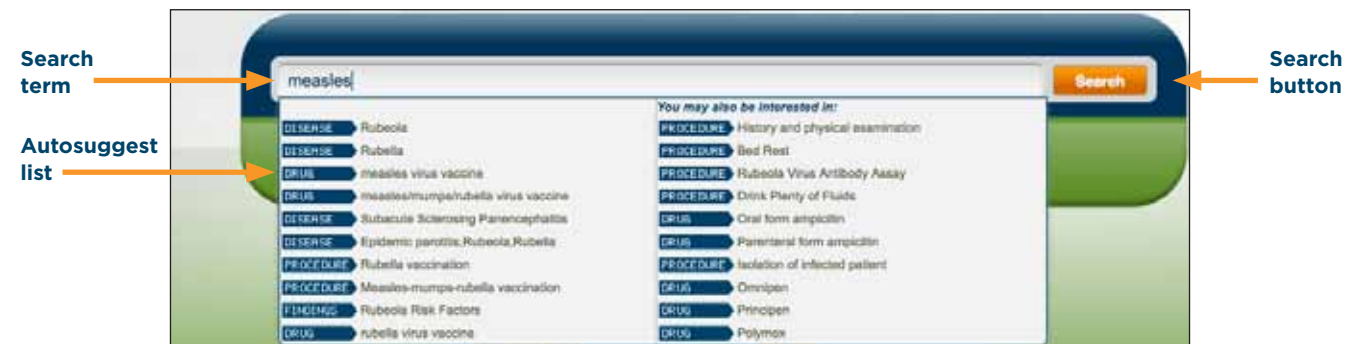 Search
term
Autosuggest
list
measles
Search
Search
button
You may also be interested in:
DISEASE Rubeola
DISEASE Rubella
DRUG measles virus vaccine
DRUG measles/mumps/rubella virus vaccine
DISEASE Subacute Sclerosing Panencephalitis
DISEASE Epidemic parotitis,Rubeola,Rubella
PROCEDURE Rubella vaccination
PROCEDURE Measles-mumps-rubella vaccination
FINDINGS Rubeola Risk Factors
DRUG rubella virus vaccine
PROCEDURE History and physical examination
PROCEDURE Bed Rest
PROCEDURE Rubeola Virus Antibody Assay
PROCEDURE Drink Plenty of Fluids
DRUG Oral form ampicillin
DRUG Parenteral form ampicillin
PROCEDURE Isolation of infected patient
DRUG Omnipen
DRUG Principen
DRUG Polymox